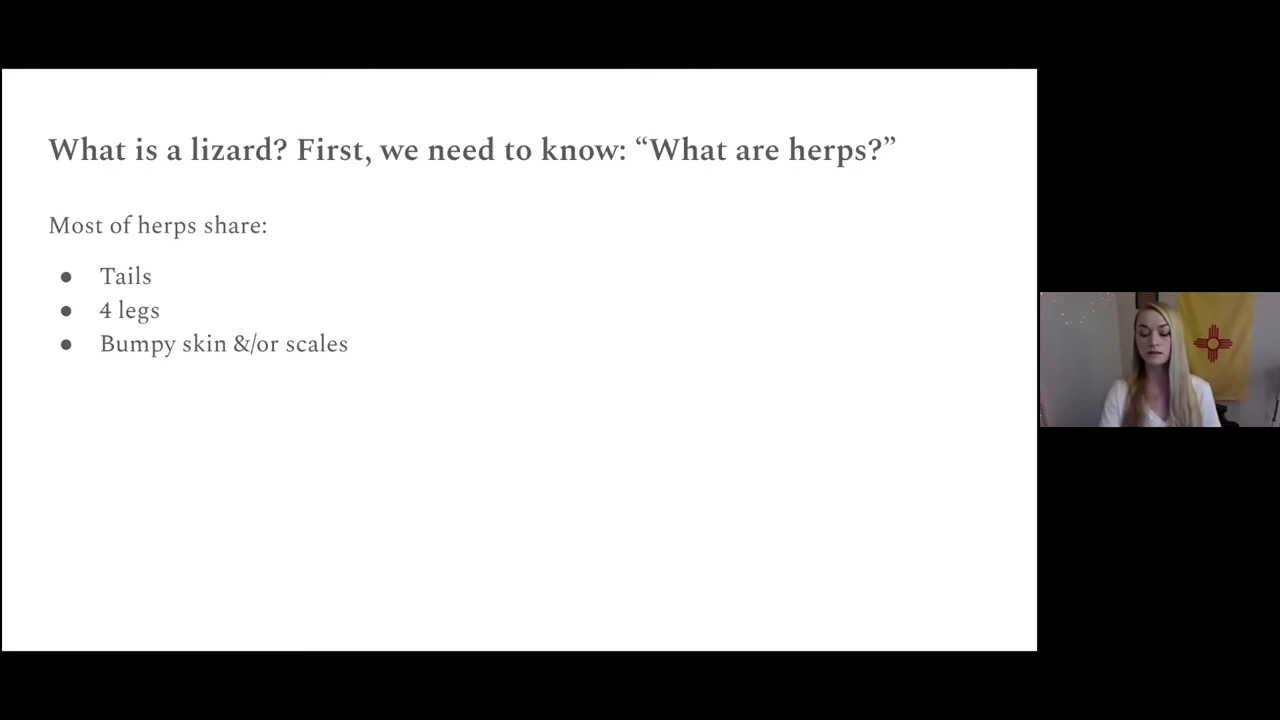 What is a lizard? First, we need to know: “What are herps?”
Most of herps share:
● Tails
● 4 legs
● Bumpy skin &/or scales